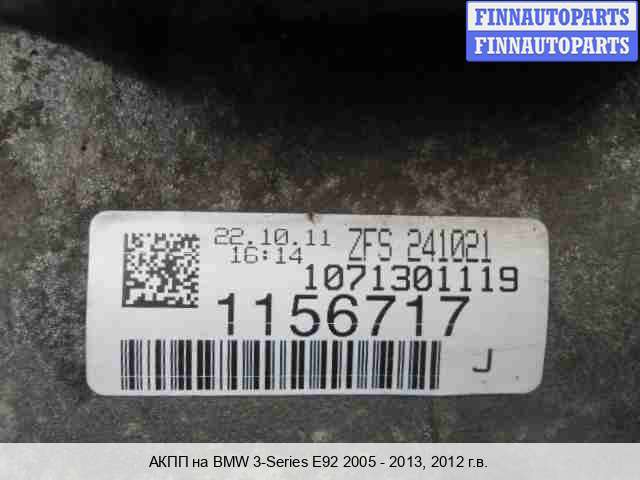 FINNAUTOPARTS
FINNAUTOPARTS
22.10.11 ZFS 241021
16:14 1071301119
1156717
J
АКПП на BMW 3-Series E92 2005 - 2013, 2012 г.в.